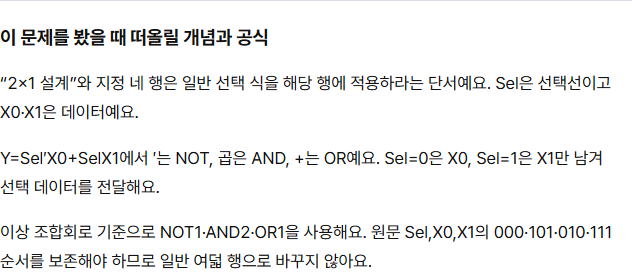 이 문제를 봤을 때 떠올릴 개념과 공식
“2×1 설계”와 지정 네 행은 일반 선택 식을 해당 행에 적용하라는 단서예요. Sel은 선택선이고
X0·X1은 데이터예요.
Y=Sel′X0+SelX1에서 ′는 NOT, 곱은 AND, +는 OR예요. Sel=0은 X0, Sel=1은 X1만 남겨
선택 데이터를 전달해요.
이상 조합회로 기준으로 NOT1·AND2·OR1을 사용해요. 원문 Sel,X0,X1의 000·101·010·111
순서를 보존해야 하므로 일반 여덟 행으로 바꾸지 않아요.